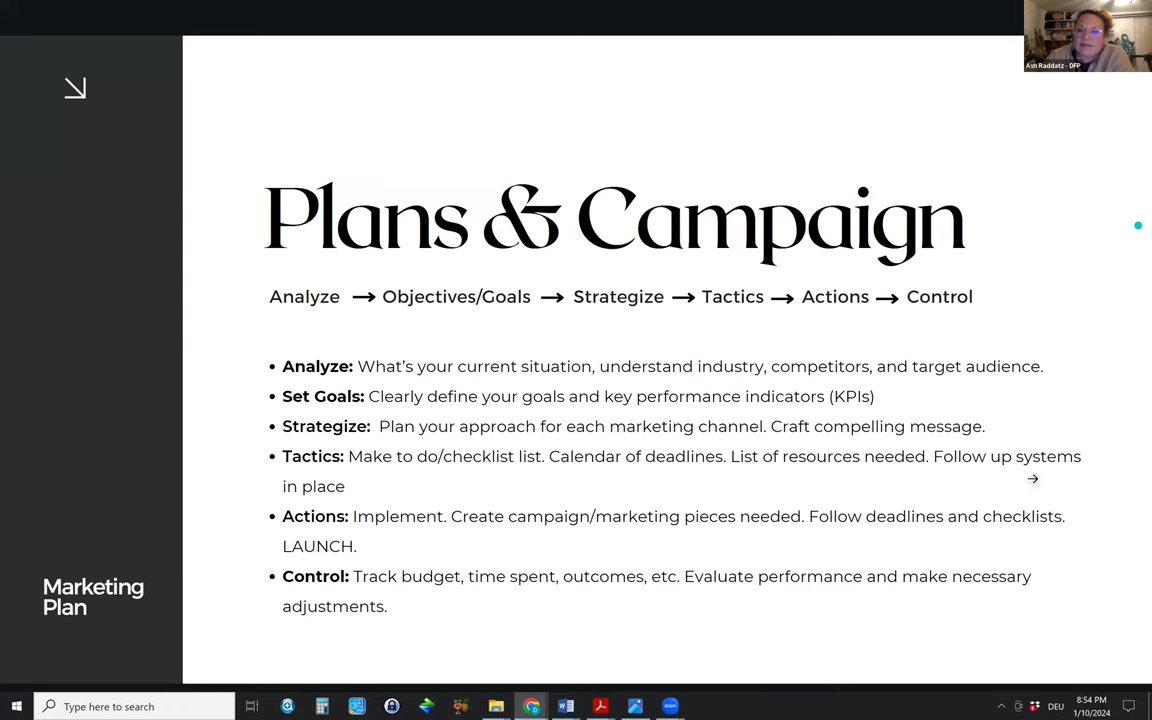 Ash Raddatz - DFP
Plans & Campaign
Analyze → Objectives/Goals → Strategize → Tactics → Actions → Control
• Analyze: What's your current situation, understand industry, competitors, and target audience.
• Set Goals: Clearly define your goals and key performance indicators (KPIs)
• Strategize: Plan your approach for each marketing channel. Craft compelling message.
• Tactics: Make to do/checklist list. Calendar of deadlines. List of resources needed. Follow up systems
in place
• Actions: Implement. Create campaign/marketing pieces needed. Follow deadlines and checklists.
LAUNCH.
• Control: Track budget, time spent, outcomes, etc. Evaluate performance and make necessary
adjustments.
Marketing
Plan
Type here to search
zoom
DEU
8:54 PM
1/10/2024